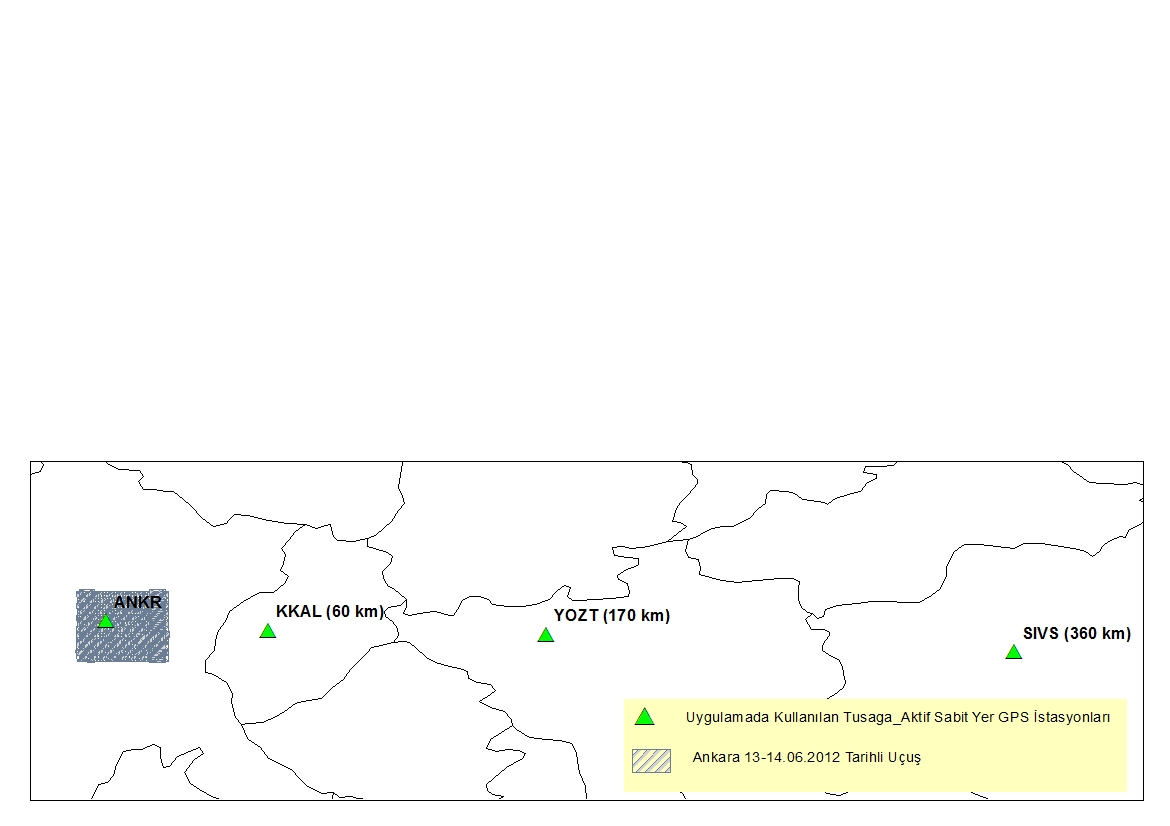 ANKR
KKAL (60 km)
YOZT (170 km)
SIVS (360 km)
Uygulamada Kullanılan Tusaga_Aktif Sabit Yer GPS İstasyonları
Ankara 13-14.06.2012 Tarihli Uçuş